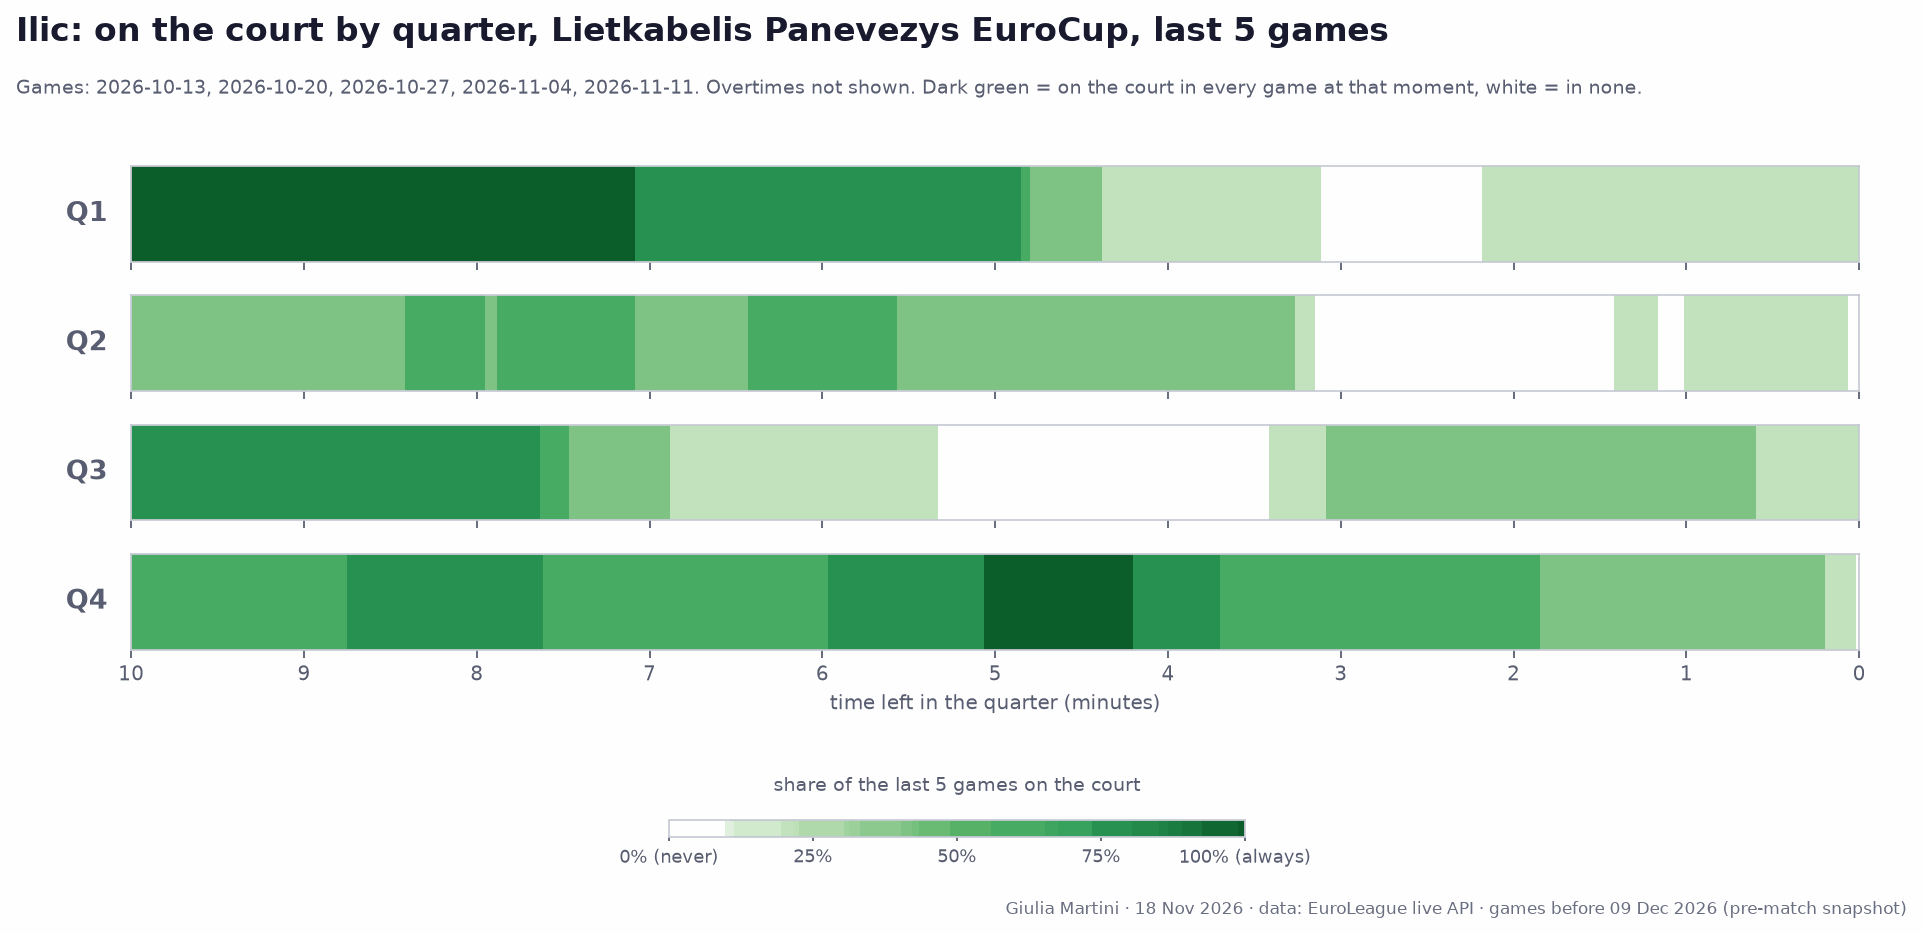 Ilic: on the court by quarter, Lietkabelis Panevezys EuroCup, last 5 games
Games: 2026-10-13, 2026-10-20, 2026-10-27, 2026-11-04, 2026-11-11. Overtimes not shown. Dark green = on the court in every game at that moment, white = in none.
Q1
Q2
Q3
Q4
10 9 8 7 6 5 4 3 2 1 0
time left in the quarter (minutes)
share of the last 5 games on the court
0% (never) 25% 50% 75% 100% (always)
Giulia Martini · 18 Nov 2026 · data: EuroLeague live API · games before 09 Dec 2026 (pre-match snapshot)